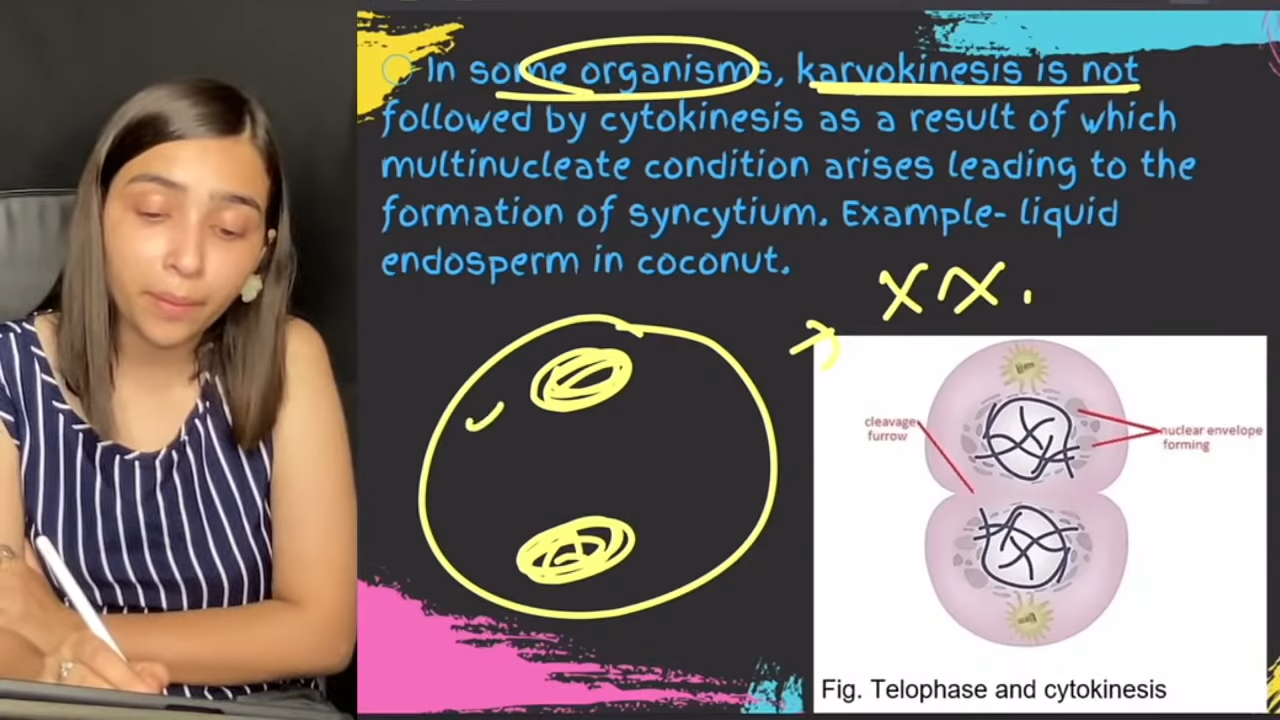 In some organisms, karyokinesis is not
followed by cytokinesis as a result of which
multinucleate condition arises leading to the
formation of syncytium. Example- liquid
endosperm in coconut.
cleavage
furrow
nuclear envelope
forming
Fig. Telophase and cytokinesis